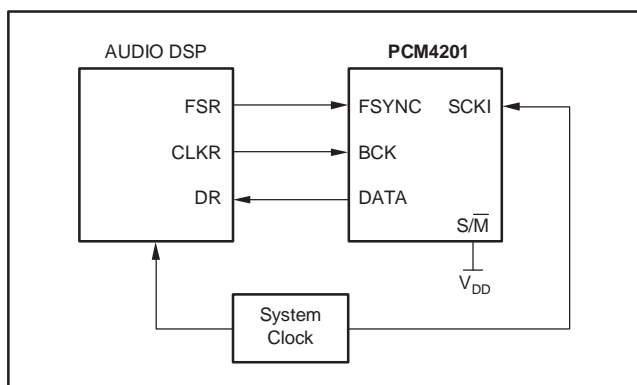 AUDIO DSP
PCM4201
FSR
FSYNC
SCKI
CLKR
BCK
DR
DATA
S/M̅
VDD
System
Clock